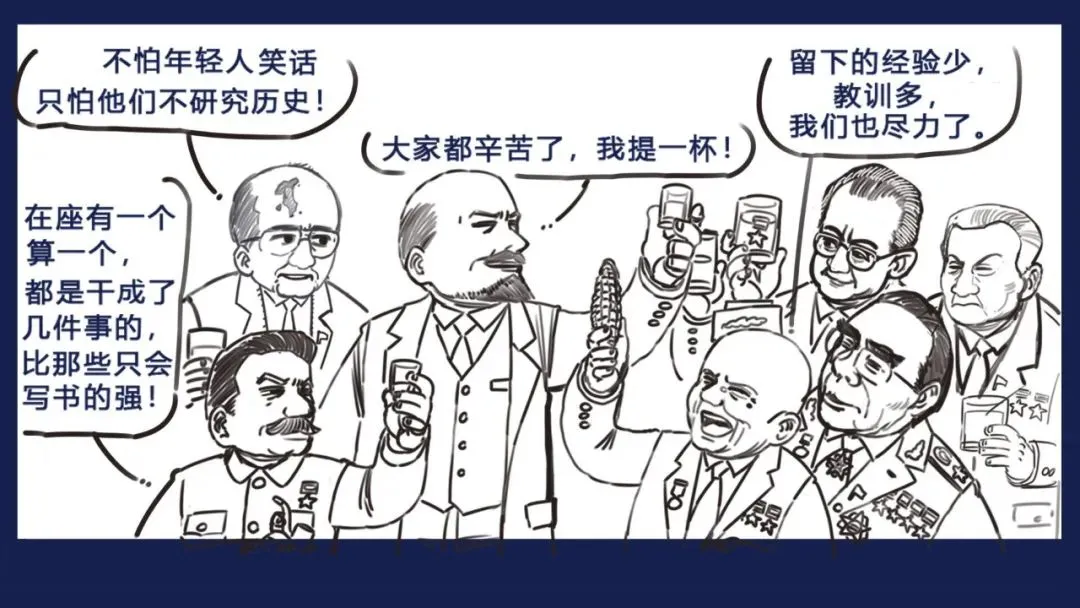 不怕年轻人笑话
只怕他们不研究历史！
大家都辛苦了，我提一杯！
留下的经验少，
教训多，
我们也尽力了。
在座有一个
算一个，
都是干成了
几件事的，
比那些只会
写书的强！